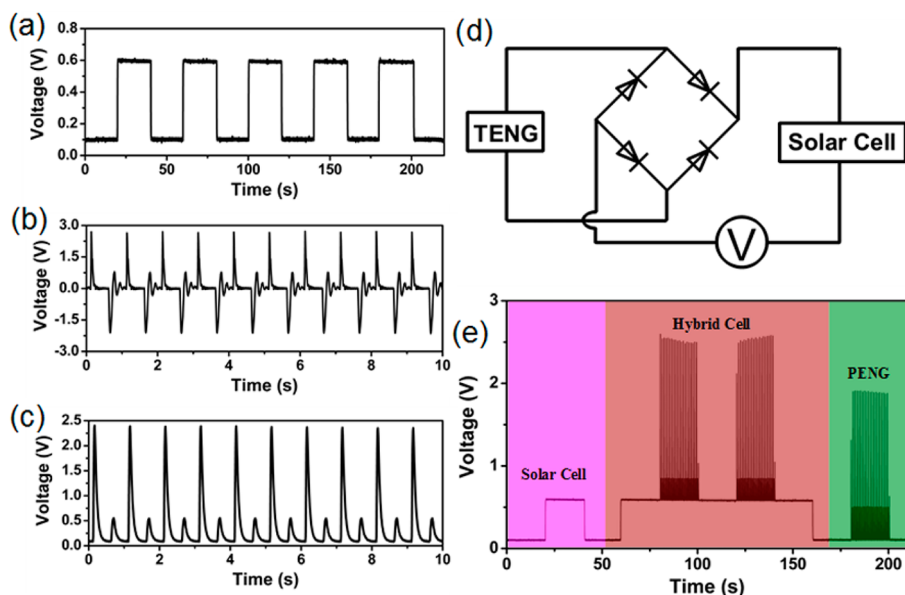 (a)
Voltage (V)
0.8
0.6
0.4
0.2
0.0
0 50 100 150 200
Time (s)
(b)
Voltage (V)
3.0
1.5
0.0
-1.5
-3.0
0 2 4 6 8 10
Time (s)
(c)
Voltage (V)
2.5
2.0
1.5
1.0
0.5
0.0
0 2 4 6 8 10
Time (s)
(d)
TENG
Solar Cell
V
(e)
Voltage (V)
3
2
1
0
Solar Cell
Hybrid Cell
PENG
0 50 100 150 200
Time (s)